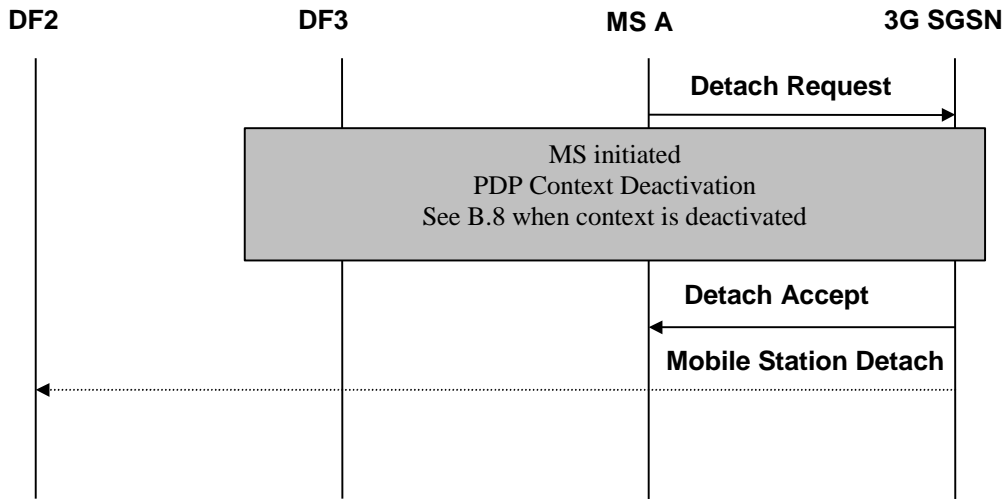 DF2 DF3 MS A 3G SGSN
Detach Request
MS initiated
PDP Context Deactivation
See B.8 when context is deactivated
Detach Accept
Mobile Station Detach